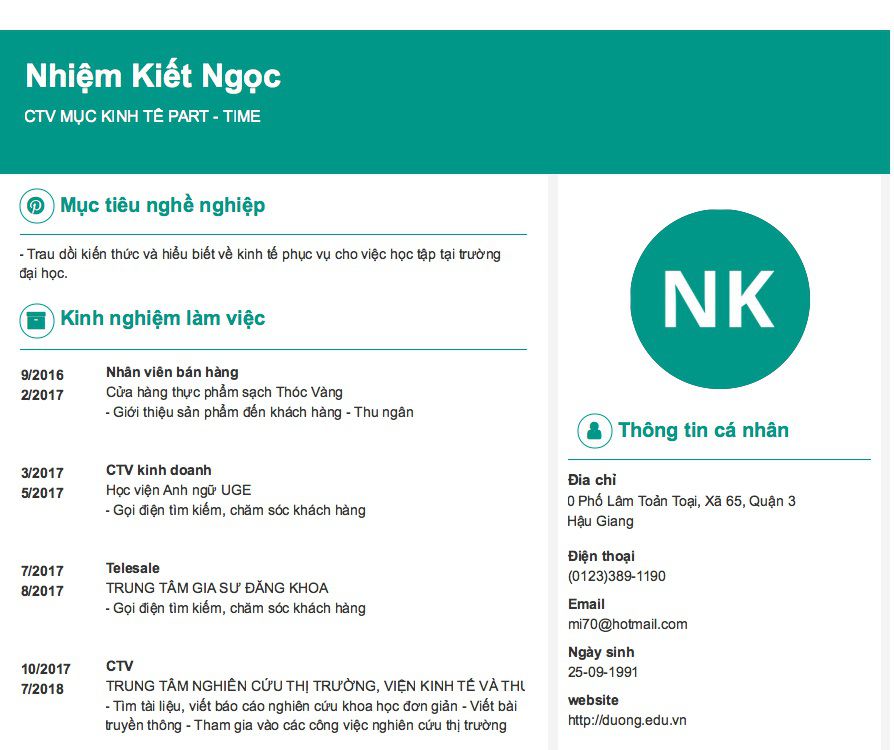 Nhiệm Kiết Ngọc
CTV MỤC KINH TẾ PART - TIME
Mục tiêu nghề nghiệp
- Trau dồi kiến thức và hiểu biết về kinh tế phục vụ cho việc học tập tại trường
đại học.
Kinh nghiệm làm việc
9/2016
2/2017
Nhân viên bán hàng
Cửa hàng thực phẩm sạch Thóc Vàng
- Giới thiệu sản phẩm đến khách hàng - Thu ngân
3/2017
5/2017
CTV kinh doanh
Học viện Anh ngữ UGE
- Gọi điện tìm kiếm, chăm sóc khách hàng
7/2017
8/2017
Telesale
TRUNG TÂM GIA SƯ ĐĂNG KHOA
- Gọi điện tìm kiếm, chăm sóc khách hàng
10/2017
7/2018
CTV
TRUNG TÂM NGHIÊN CỨU THỊ TRƯỜNG, VIỆN KINH TẾ VÀ
- Tìm tài liệu, viết báo cáo nghiên cứu khoa học đơn giản - Viết bài
truyền thông - Tham gia vào các công việc nghiên cứu thị trường
NK
Thông tin cá nhân
Đia chỉ
0 Phố Lâm Toản Toại, Xã 65, Quận 3
Hậu Giang
Điện thoại
(0123)389-1190
Email
mi70@hotmail.com
Ngày sinh
25-09-1991
website
http://duong.edu.vn